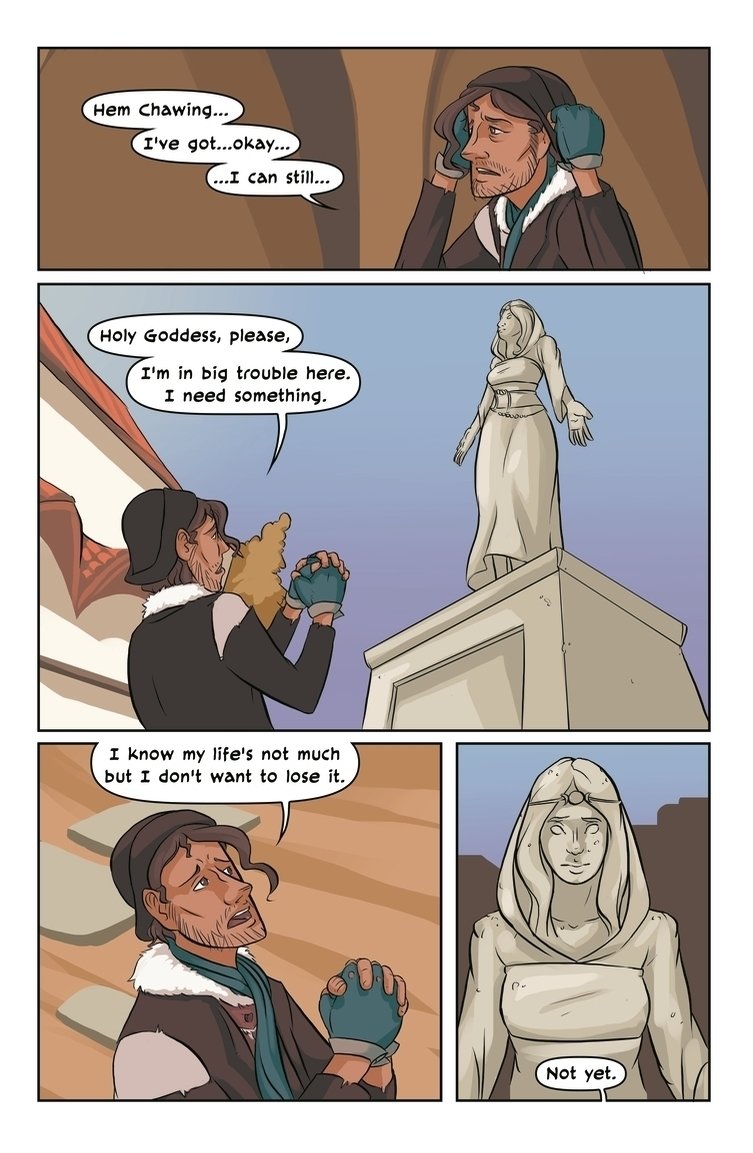 Hem Chawing...
I've got...okay...
...I can still...
Holy Goddess, please,
I'm in big trouble here.
I need something.
I know my life's not much
but I don't want to lose it.
Not yet.